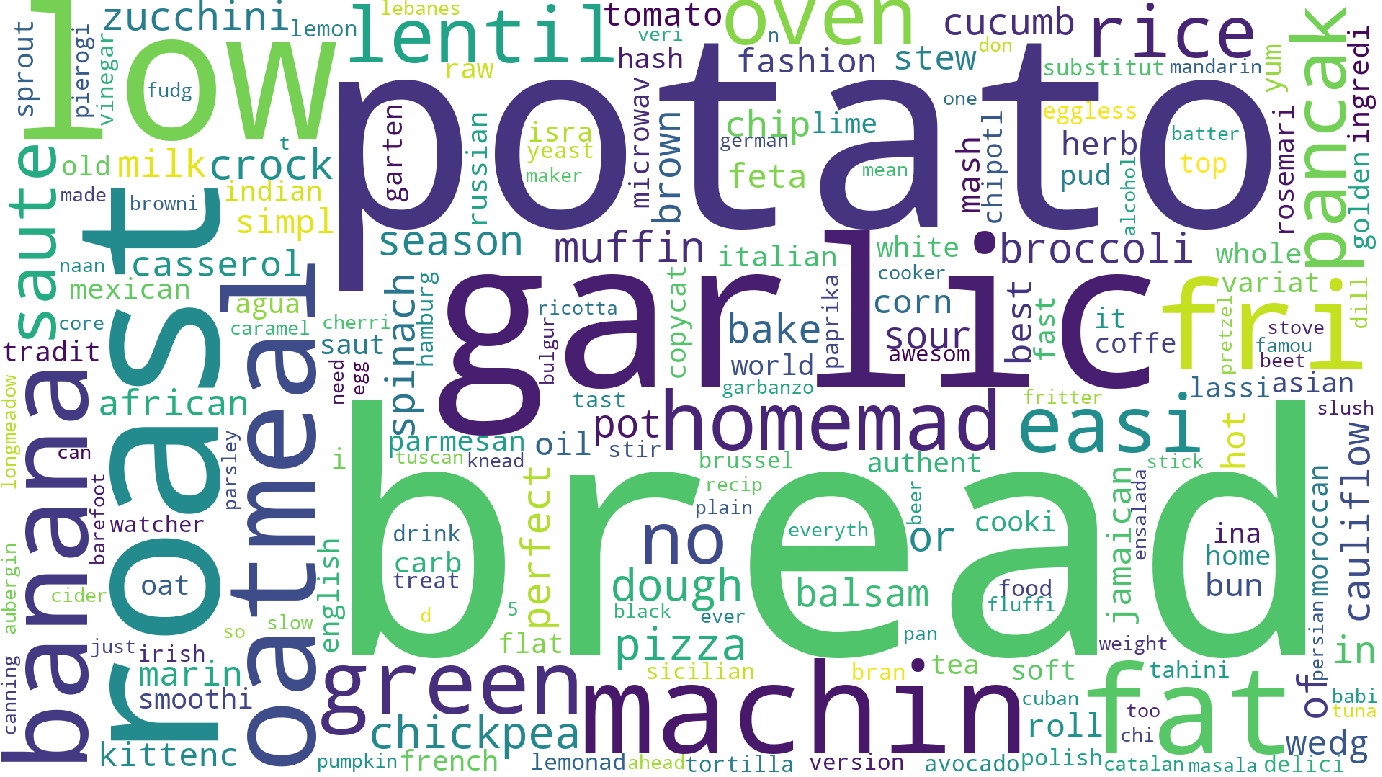 zucchini
lebanes
lemon
lentil
tomato
veri
n
oven
cucumb
don
rice
yum
pancak
low
fudg
sprout
pierogi
vinegar
raw
hash
fashion
stew
one
substitut
mandarin
ingredi
potato
t
old
milk
crock
garten
isra
yeast
maker
russian
microwav
brown
chip
lime
feta
german
mean
mash
chipotl
herb
eggless
pud
alcohol
batter
top
rosemari
golden
saute
made
browni
indian
simpl
roast
season
muffin
italian
white
broccoli
whole
variat
dill
naan
casserol
mexican
agua
core
caramel
oatmeal
cherri
saut
spinach
hamburg
garlic
ricotta
bulgur
copycat
bake
world
garbanzo
paprika
cooker
corn
sour
awesom
best
fast
it
coffe
fri
pretzel
stove
famou
beet
tradit
banana
african
need
egg
tast
fritter
lassi
asian
slush
longmeadow
can
barefoot
parsley
parmesan
oil
pot
stir
homemad
easi
hot
tuscan
knead
i
brussel
recip
plain
authent
beer
stick
ensalada
moroccan
cauliflow
watcher
oat
english
bread
drink
carb
treat
d
perfect
5
no
everyth
or
cooki
jamaican
ina
home
bun
aubergin
cider
so
slow
dough
black
ever
balsam
food
fluffi
persian
just
irish
flat
pizza
pan
weight
in
canning
marin
smoothi
green
sicilian
bran
tea
soft
fat
tahini
of
cuban
catalan
babi
tuna
kittenc
chickpea
machin
roll
too
chi
wedg
pumpkin
french
lemonad
ahead
tortilla
version
avocado
polish
masala
delici